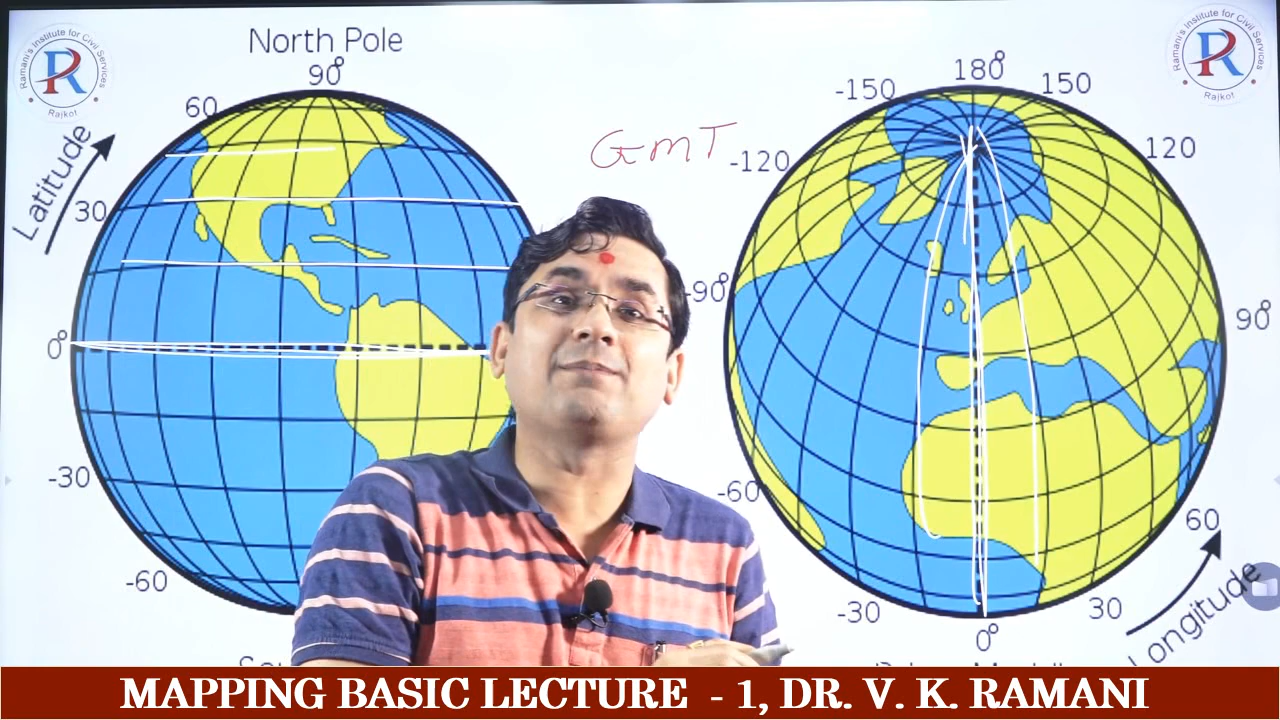 Ramani's Institute for Civil Services
R
Rajkot
North Pole
90°
60
Latitude
30
0°
-30
-60
GMT
180°
-150
150
-120
120
-90°
90°
-60
60
-30
30
0°
Longitude
Ramani's Institute for Civil Services
R
Rajkot
MAPPING BASIC LECTURE - 1, DR. V. K. RAMANI